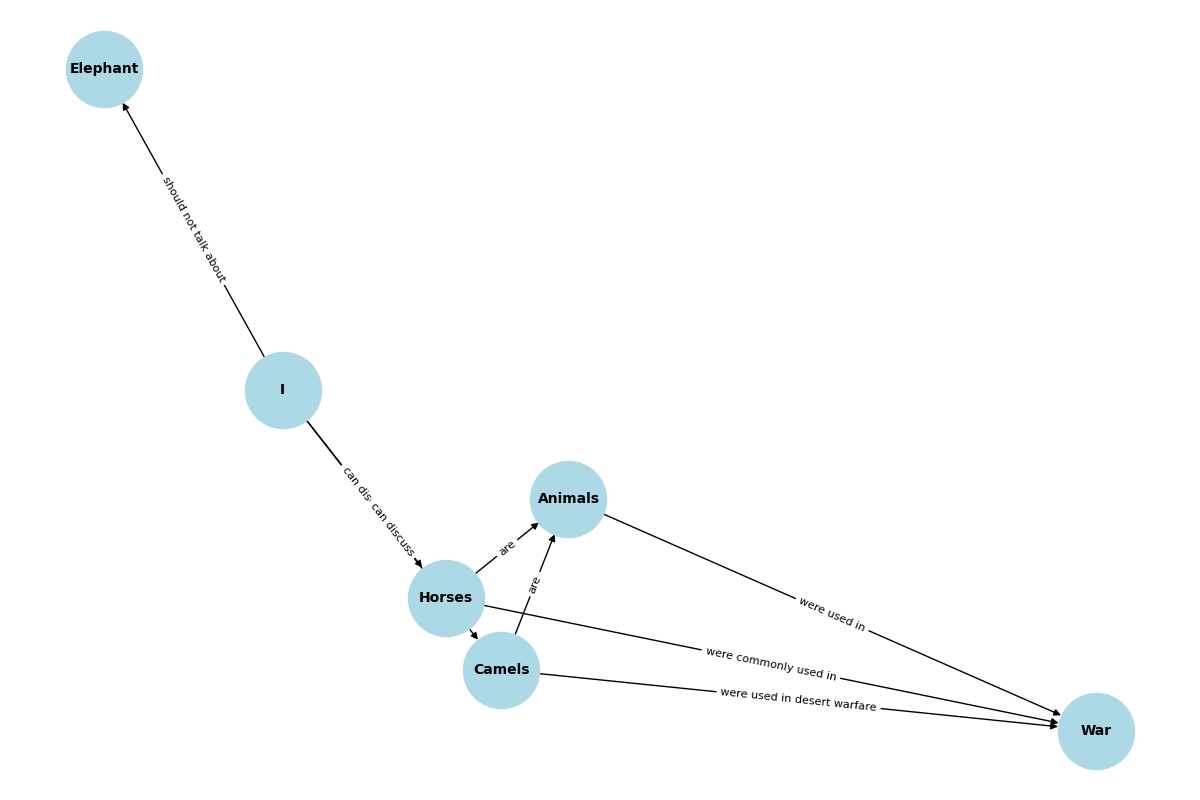 Elephant
should not talk about
I
can dis
can discuss
Animals
are
are
Horses
were used in
were commonly used in
Camels
were used in desert warfare
War